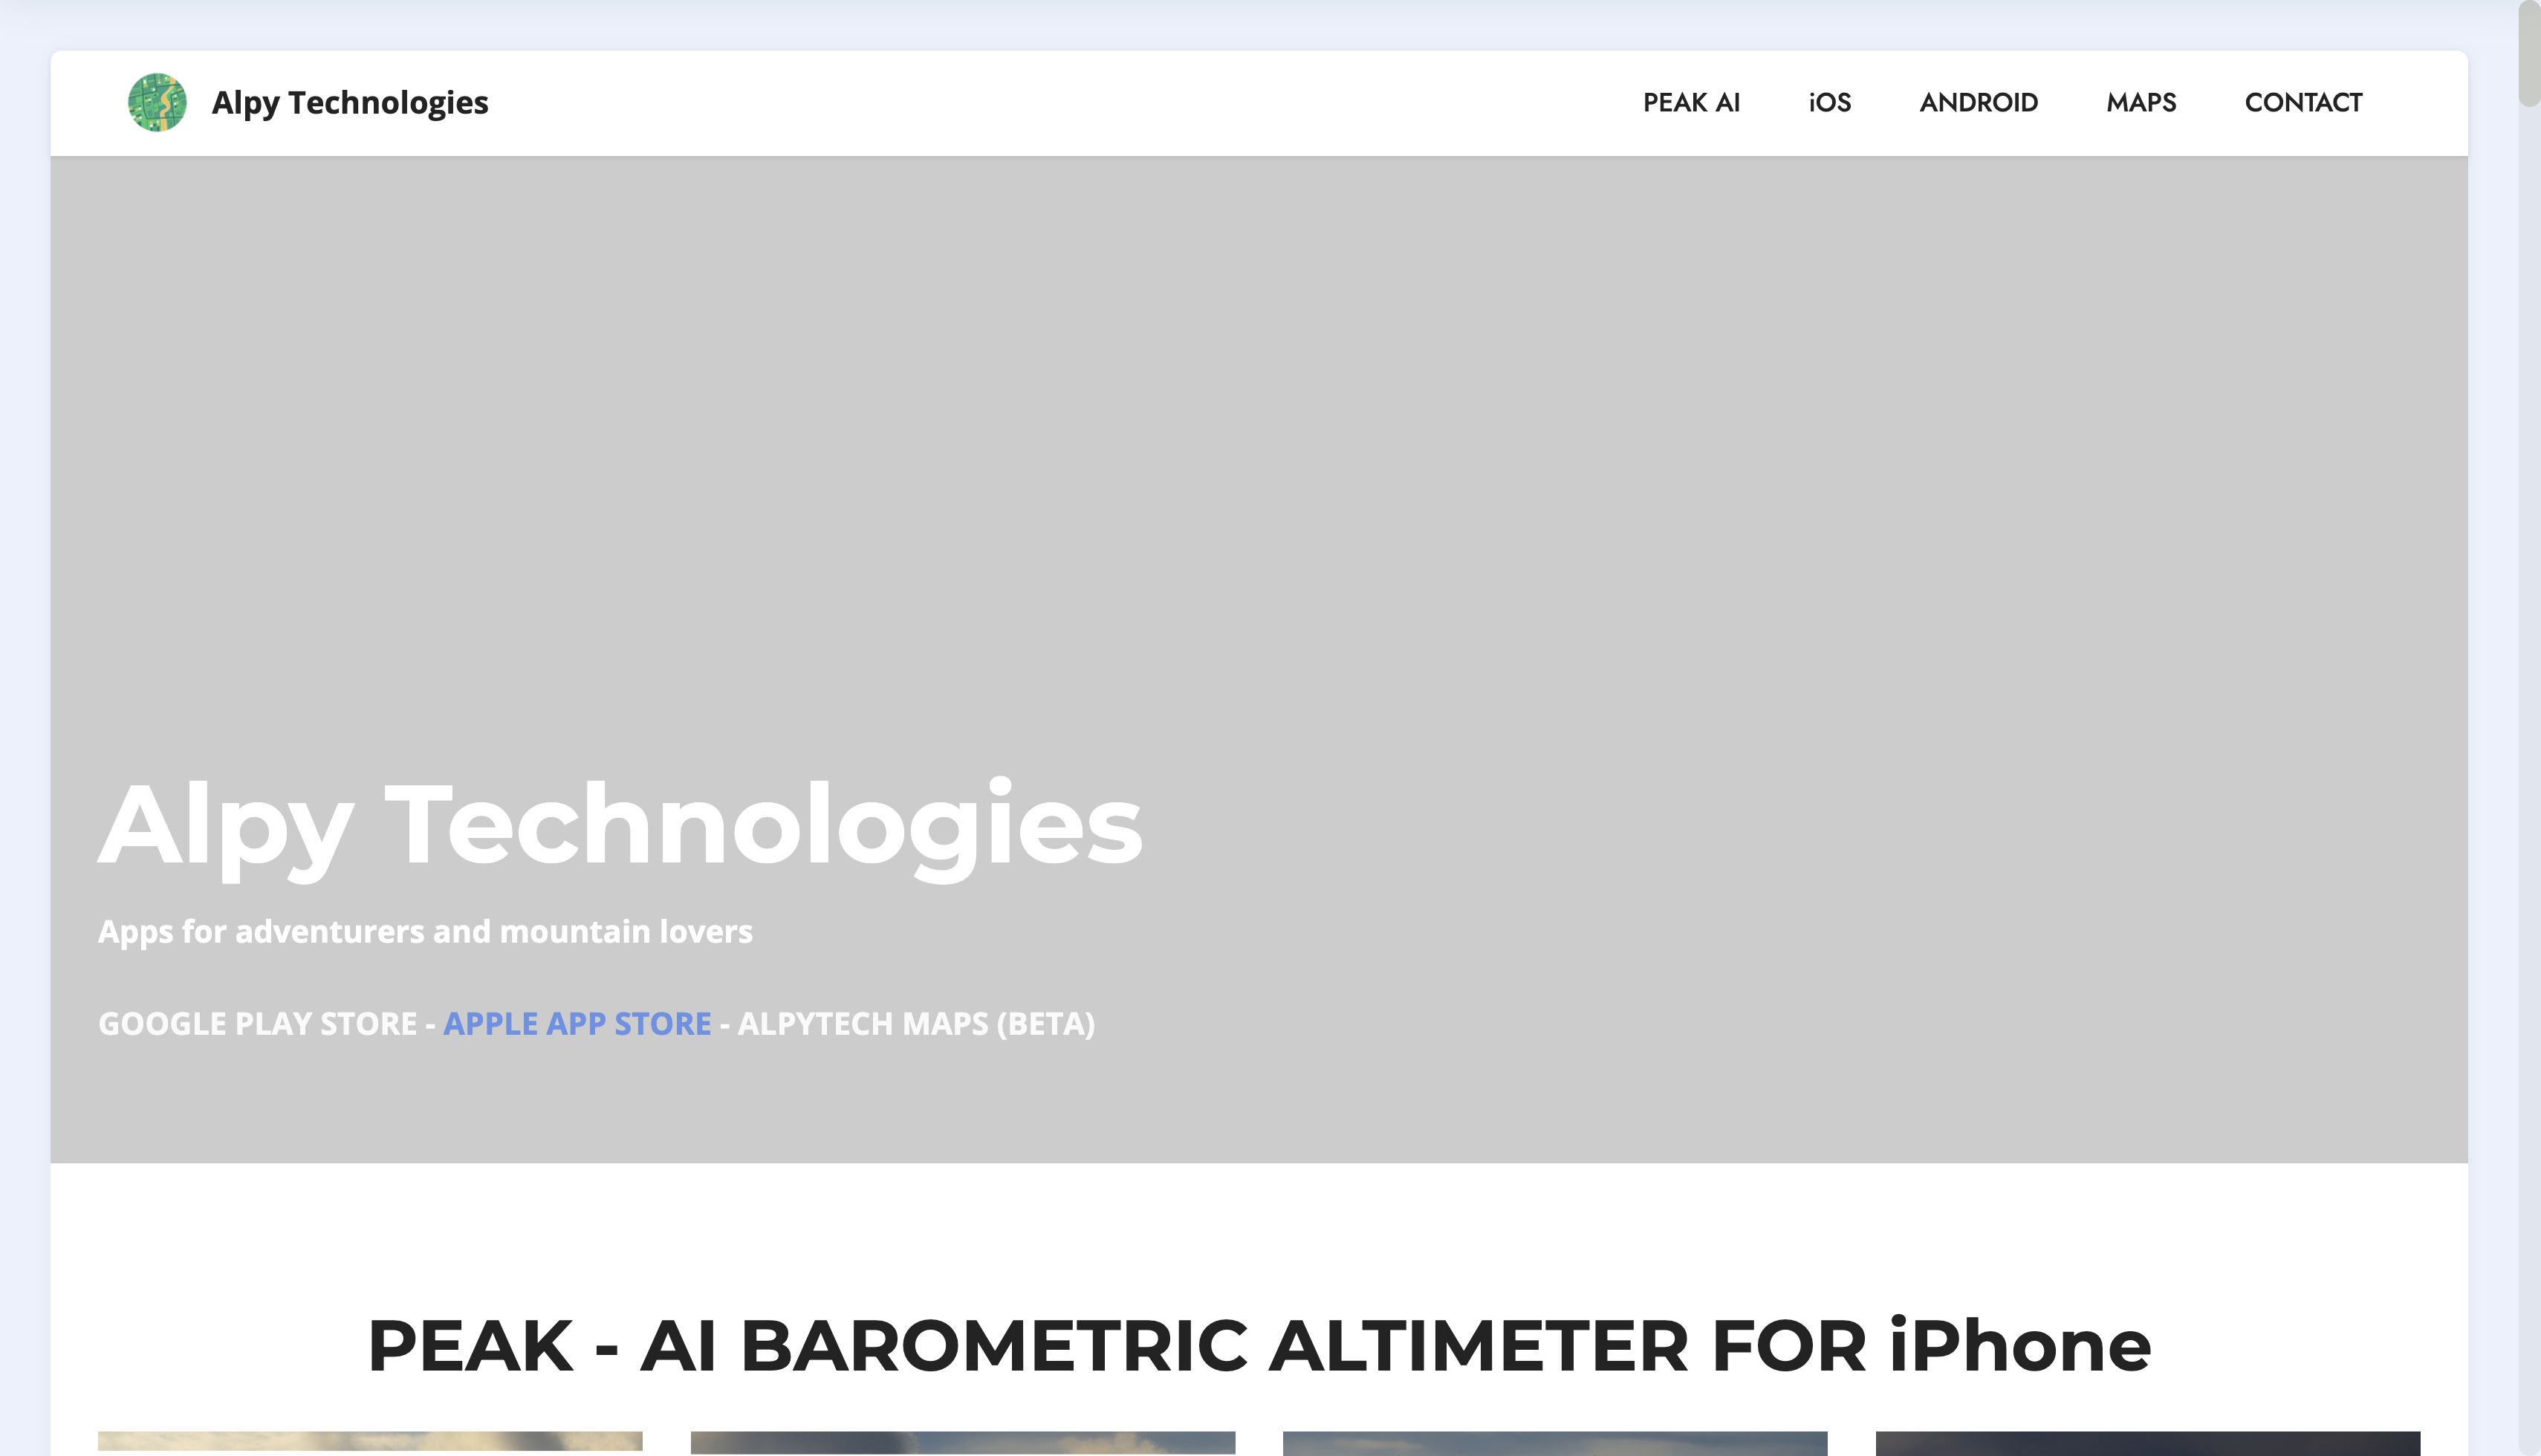 Alpy Technologies
PEAK AI
iOS
ANDROID
MAPS
CONTACT
Alpy Technologies
Apps for adventurers and mountain lovers
GOOGLE PLAY STORE - APPLE APP STORE - ALPYTECH MAPS (BETA)
PEAK - AI BAROMETRIC ALTIMETER FOR iPhone